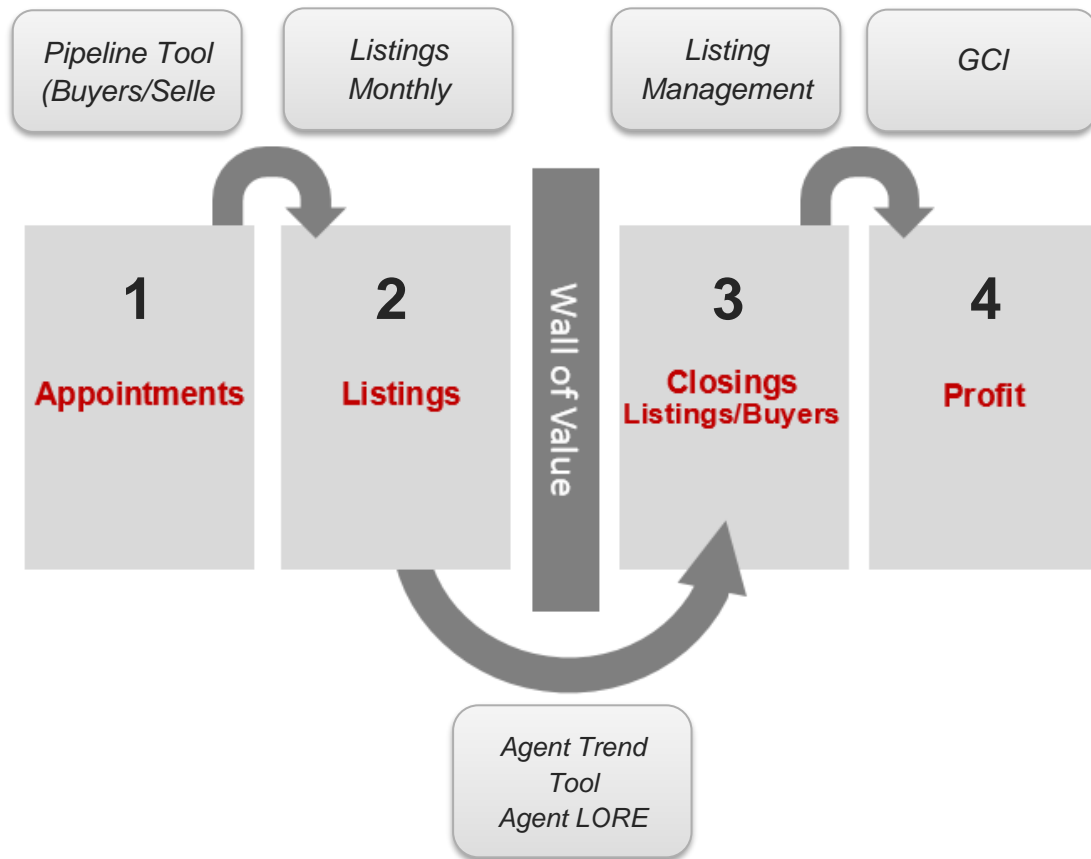 Pipeline Tool
(Buyers/Selle
Listings
Monthly
Listing
Management
GCI
1
Appointments
2
Listings
Wall of Value
3
Closings
Listings/Buyers
4
Profit
Agent Trend
Tool
Agent LORE